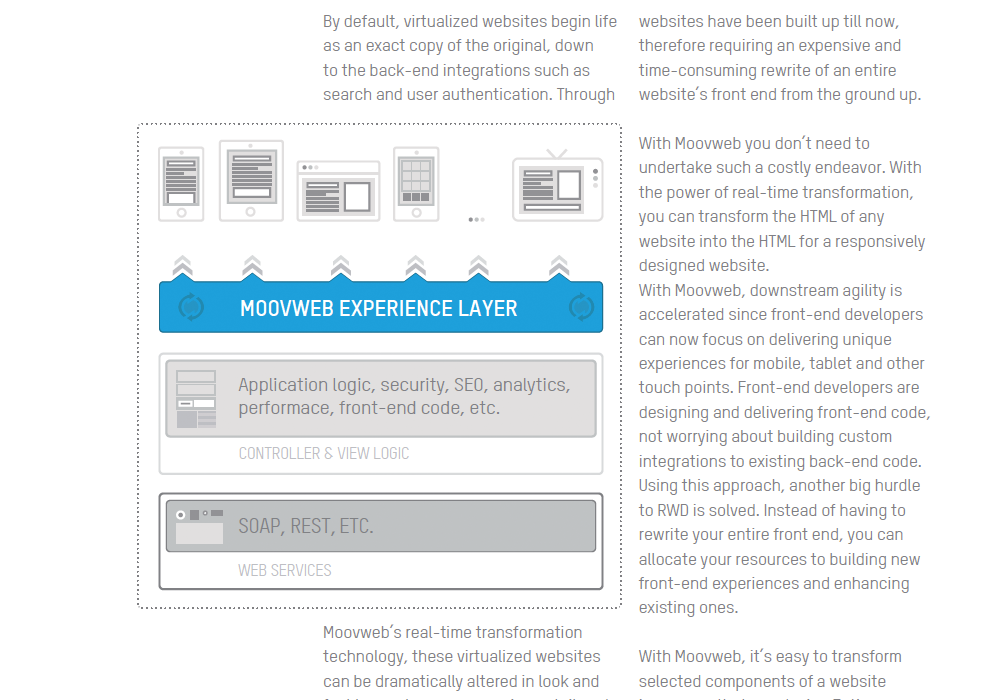 By default, virtualized websites begin life
as an exact copy of the original, down
to the back-end integrations such as
search and user authentication. Through
MOOVWEB EXPERIENCE LAYER
Application logic, security, SEO, analytics,
performace, front-end code, etc.
CONTROLLER & VIEW LOGIC
SOAP, REST, ETC.
WEB SERVICES
Moovweb's real-time transformation
technology, these virtualized websites
can be dramatically altered in look and
websites have been built up till now,
therefore requiring an expensive and
time-consuming rewrite of an entire
website's front end from the ground up.
With Moovweb you don't need to
undertake such a costly endeavor. With
the power of real-time transformation,
you can transform the HTML of any
website into the HTML for a responsively
designed website.
With Moovweb, downstream agility is
accelerated since front-end developers
can now focus on delivering unique
experiences for mobile, tablet and other
touch points. Front-end developers are
designing and delivering front-end code,
not worrying about building custom
integrations to existing back-end code.
Using this approach, another big hurdle
to RWD is solved. Instead of having to
rewrite your entire front end, you can
allocate your resources to building new
front-end experiences and enhancing
existing ones.
With Moovweb, it's easy to transform
selected components of a website